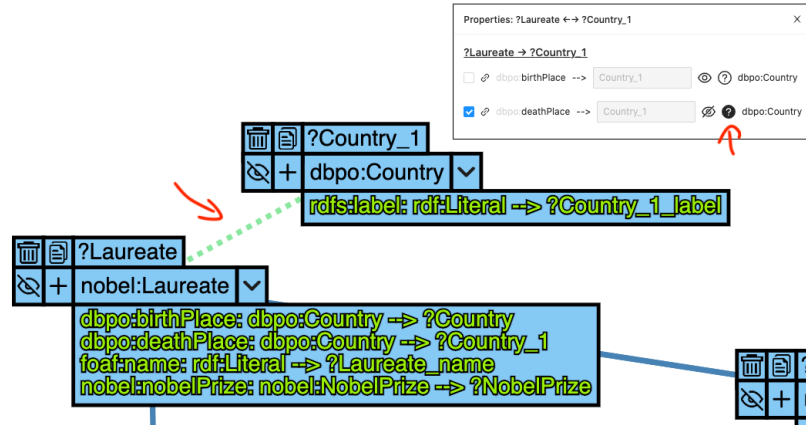 Properties: ?Laureate <--> ?Country_1 X
?Laureate -> ?Country_1
dbpo:birthPlace --> Country_1 ? dbpo:Country
dbpo:deathPlace --> Country_1 ? dbpo:Country
?Country_1
+ dbpo:Country
rdfs:label: rdf:Literal --> ?Country_1_label
?Laureate
+ nobel:Laureate
dbpo:birthPlace: dbpo:Country --> ?Country
dbpo:deathPlace: dbpo:Country --> ?Country_1
foaf:name: rdf:Literal --> ?Laureate_name
nobel:nobelPrize: nobel:NobelPrize --> ?NobelPrize
?
+